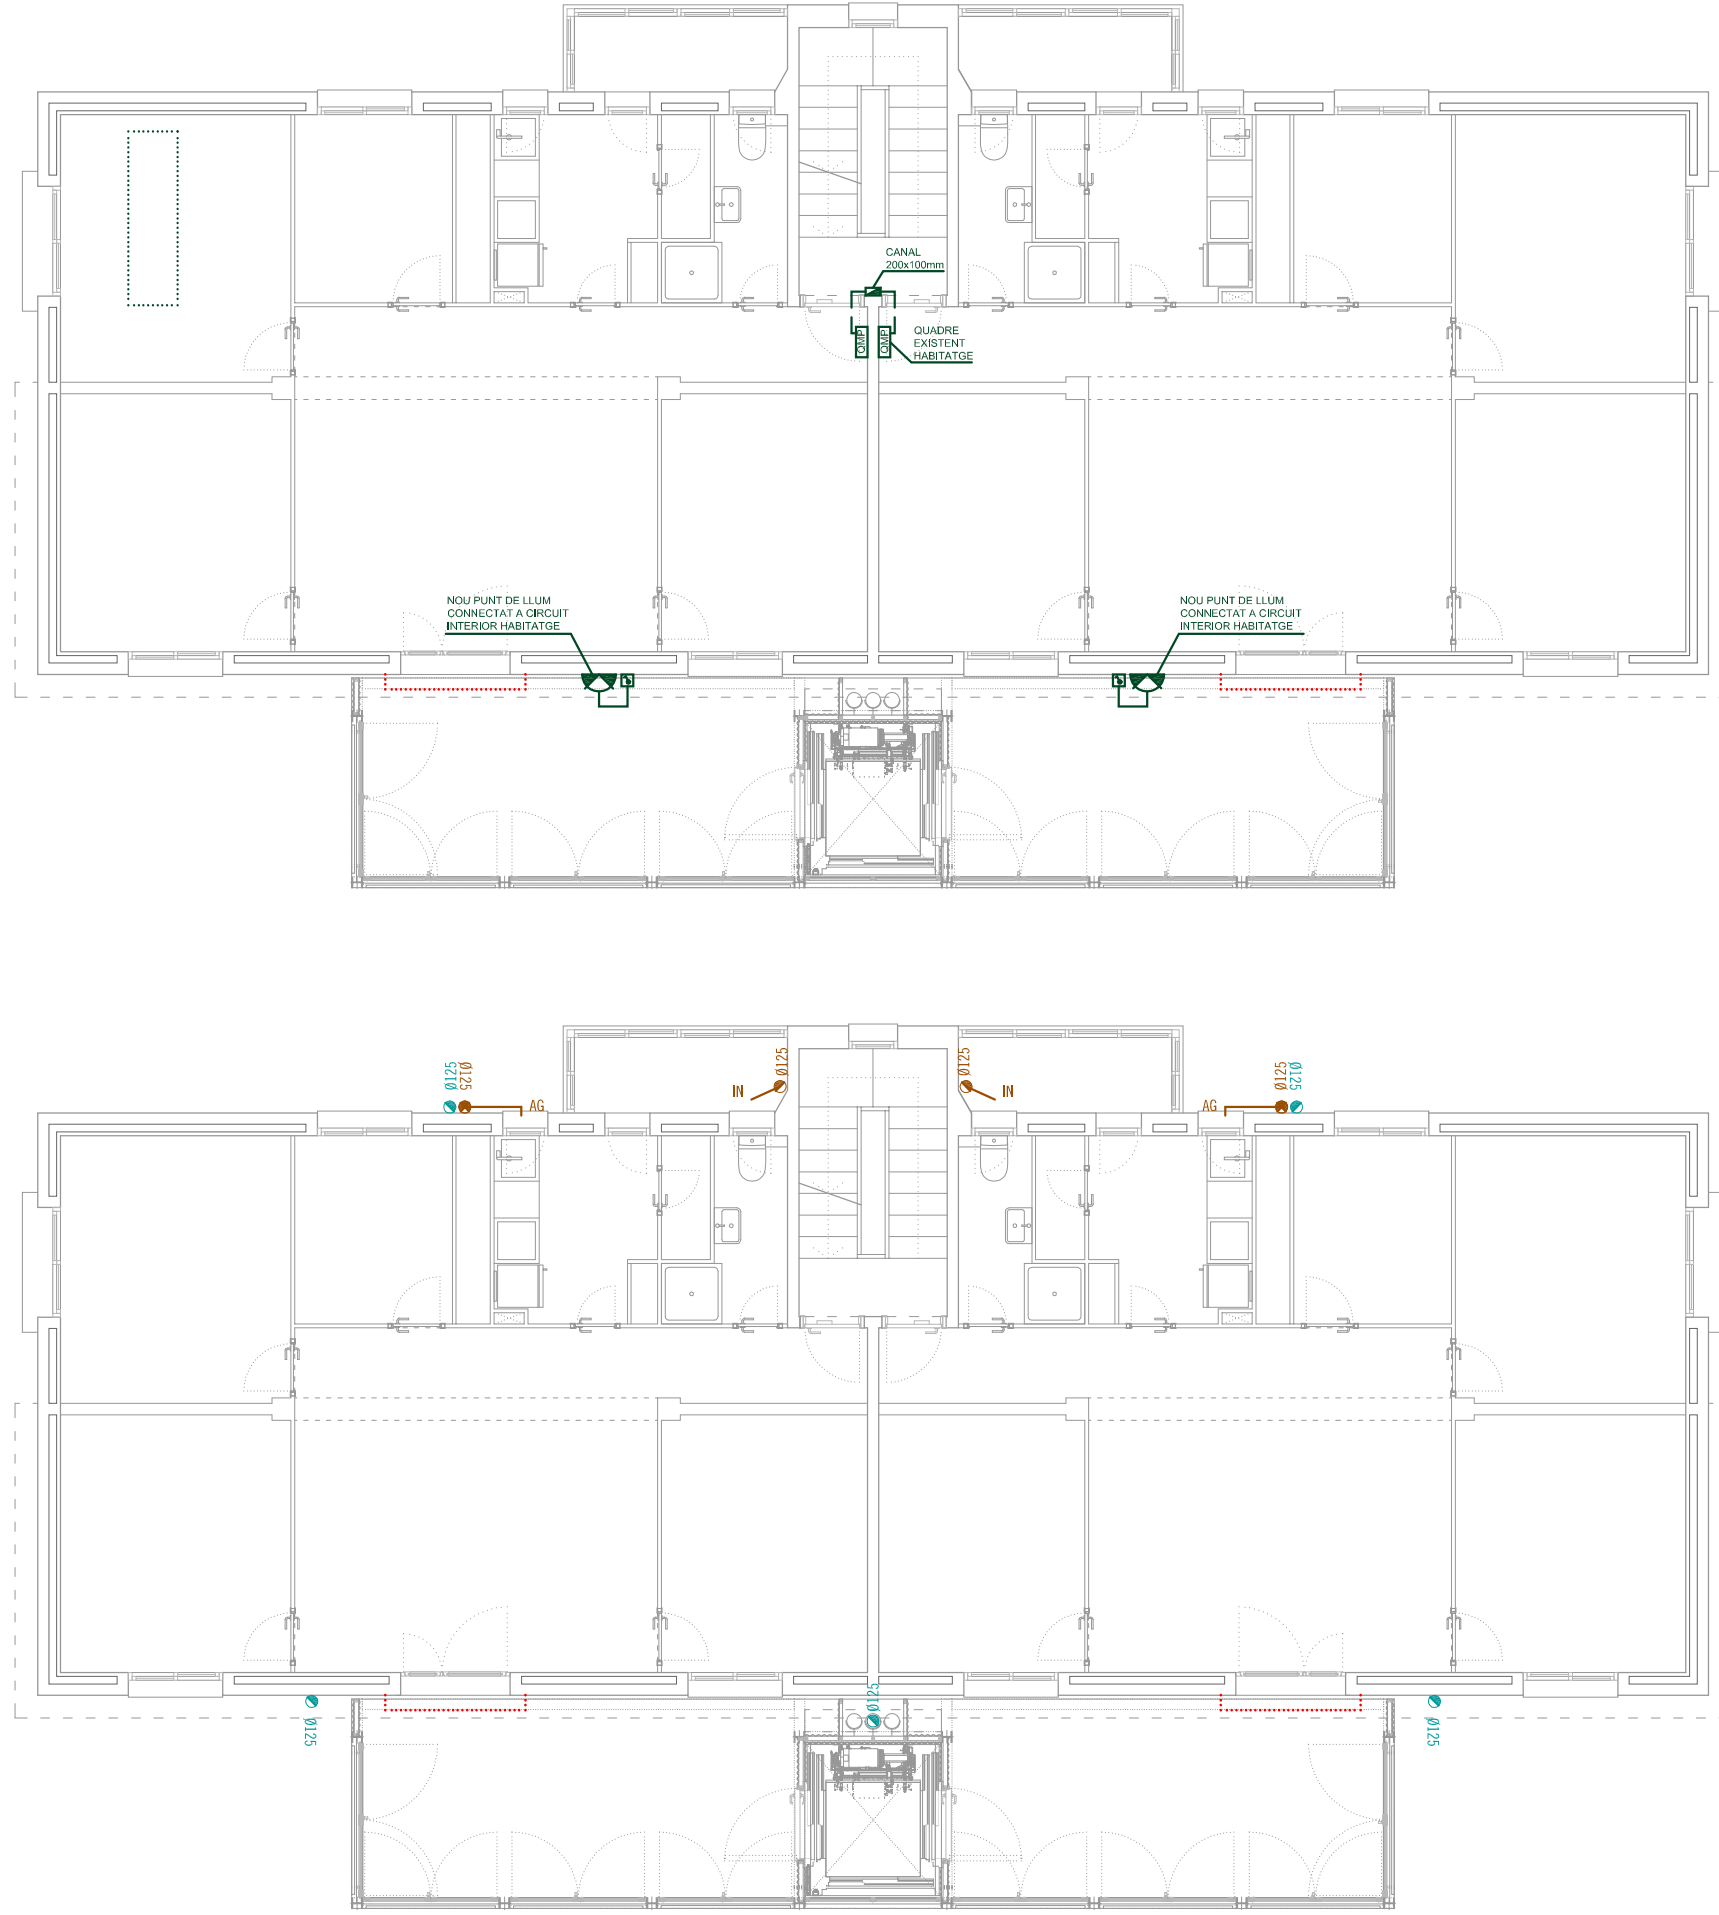 CANAL
200x100mm
QMP
QMP
QUADRE
EXISTENT
HABITATGE
NOU PUNT DE LLUM
CONNECTAT A CIRCUIT
INTERIOR HABITATGE
NOU PUNT DE LLUM
CONNECTAT A CIRCUIT
INTERIOR HABITATGE
Ø125
Ø125
AG
IN
Ø125
Ø125
IN
AG
Ø125
Ø125
Ø125
Ø125
Ø125